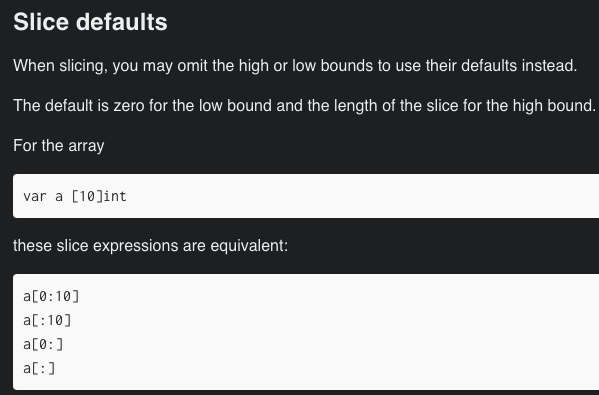 Slice defaults
When slicing, you may omit the high or low bounds to use their defaults instead.
The default is zero for the low bound and the length of the slice for the high bound.
For the array
var a [10]int
these slice expressions are equivalent:
a[0:10]
a[:10]
a[0:]
a[:]